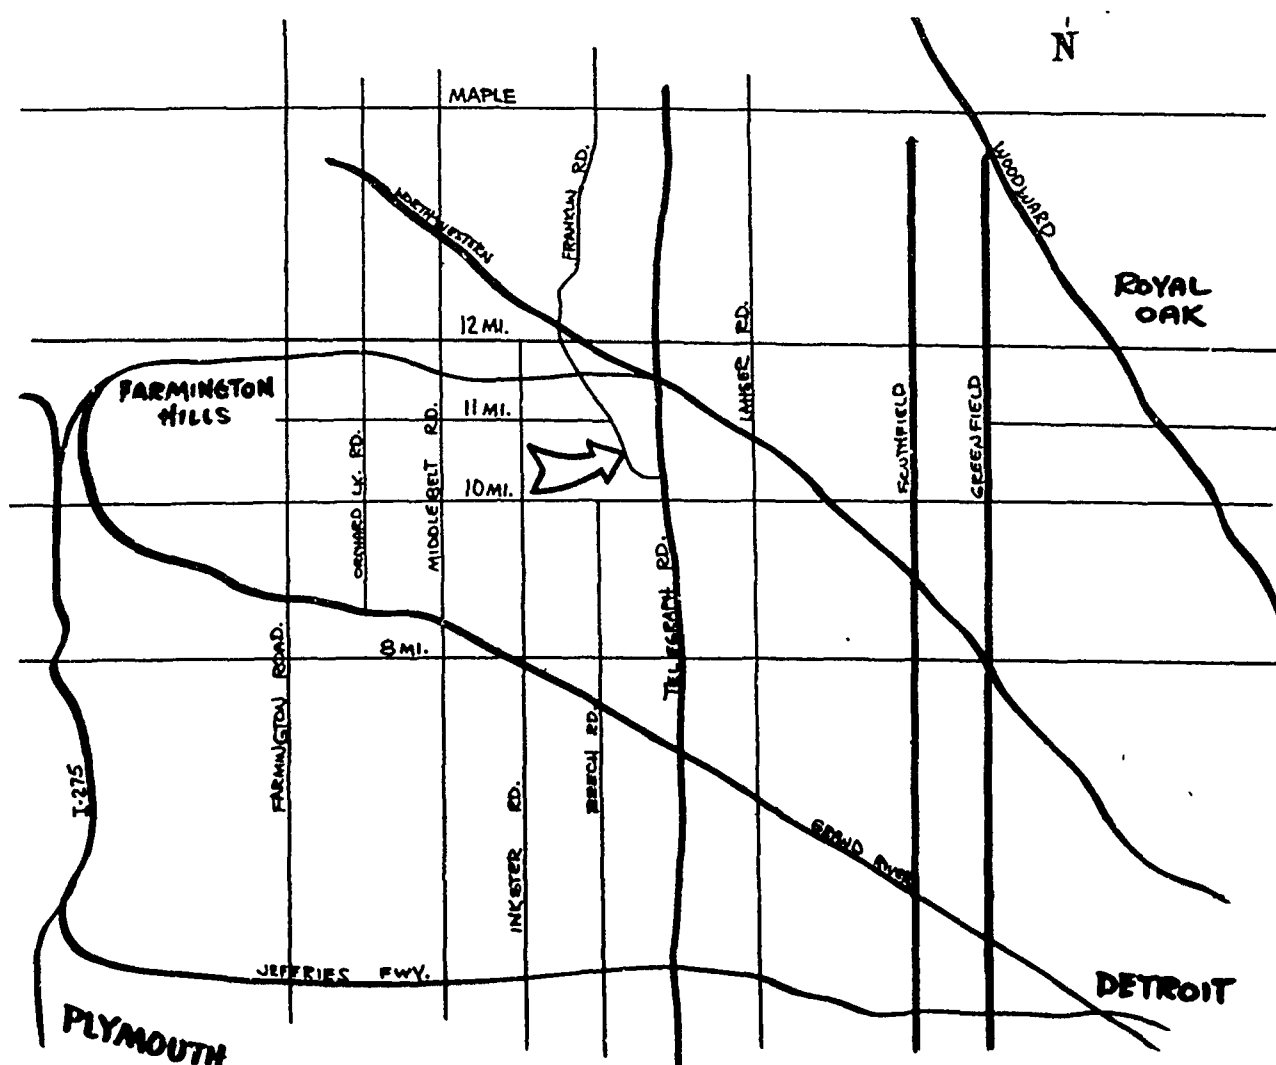 N
MAPLE
FRANKLIN RD.
NORTHWESTERN
WOODWARD
ROYAL
OAK
12 MI.
LAHSER RD.
FARMINGTON
HILLS
11 MI.
MIDDLEBELT RD.
ORCHARD LK. RD.
SOUTHFIELD
GREENFIELD
10 MI.
TELEGRAPH RD.
FARMINGTON ROAD.
8 MI.
BEECH RD.
I-275
INKSTER RD.
GRAND RIVER
JEFFRIES FWY.
DETROIT
PLYMOUTH